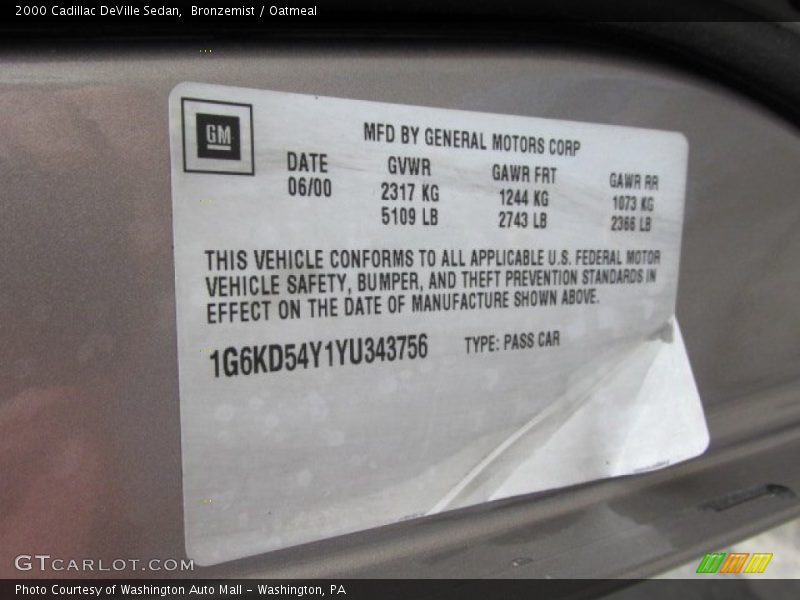 2000 Cadillac DeVille Sedan, Bronzemist / Oatmeal
GM
MFD BY GENERAL MOTORS CORP
DATE GVWR GAWR FRT GAWR RR
06/00 2317 KG 1244 KG 1073 KG
5109 LB 2743 LB 2366 LB
THIS VEHICLE CONFORMS TO ALL APPLICABLE U.S. FEDERAL MOTOR
VEHICLE SAFETY, BUMPER, AND THEFT PREVENTION STANDARDS IN
EFFECT ON THE DATE OF MANUFACTURE SHOWN ABOVE.
1G6KD54Y1YU343756 TYPE: PASS CAR
GTCARLOT.COM
Photo Courtesy of Washington Auto Mall - Washington, PA